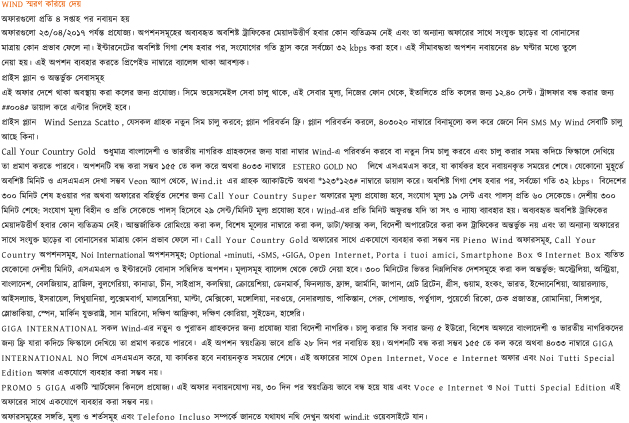 WIND স্মরণ করিয়ে দেয়
অফারগুলো প্রতি ৪ সপ্তাহ পর নবায়ন হয়
অফারগুলো ২৩/০৪/২০১৭ পর্যন্ত প্রযোজ্য। অপশনসমূহের অব্যবহৃত অবশিষ্ট ট্রাফিকের মেয়াদউত্তীর্ণ হবার কোন ব্যতিক্রম নেই এবং তা অন্যান্য অফারের সাথে সংযুক্ত ছাড়ের বা বোনাসের
মাত্রায় কোন প্রভাব ফেলে না। ইন্টারনেটের অবশিষ্ট গিগা শেষ হবার পর, সংযোগের গতি হ্রাস করে সর্বোচ্চ ৩২ kbps করা হবে। এই সীমাবদ্ধতা অপশন নবায়নের ৪৮ ঘণ্টার মধ্যে তুলে
নেয়া হয়। এই অপশন ব্যবহার করতে প্রিপেইড নাম্বারে ব্যালেন্স থাকা আবশ্যক।
প্রাইস প্ল্যান ও অন্তর্ভুক্ত সেবাসমূহ
এই অফার দেশে থাকা অবস্থায় করা কলের জন্য প্রযোজ্য। সিমে ভয়েসমেইল সেবা চালু থাকে, এই সেবার মূল্য, নিজের ফোন থেকে, ইতালিতে প্রতি কলের জন্য ১২.৪০ সেন্ট। ট্রান্সফার বন্ধ করার জন্য
##০০৪# ডায়াল করে এন্টার দিলেই হবে।
প্রাইস প্ল্যান Wind Senza Scatto , যেসকল গ্রাহক নতুন সিম চালু করবে; প্ল্যান পরিবর্তন ফ্রি। প্ল্যান পরিবর্তন করলে, ৪০৩০২০ নাম্বারে বিনামূল্যে কল করে জেনে নিন SMS My Wind সেবাটি চালু
আছে কিনা।
Call Your Country Gold শুধুমাত্র বাংলাদেশী ও ভারতীয় নাগরিক গ্রাহকদের জন্য যারা নাম্বার Wind-এ পরিবর্তন করবে বা নতুন সিম চালু করবে এবং চালু করার সময় কদিচে ফিস্কালে দেখিয়ে
তা প্রমাণ করতে পারবে। অপশনটি বন্ধ করা সম্ভব ১৫৫ তে কল করে অথবা ৪০৩৩ নাম্বারে ESTERO GOLD NO লিখে এসএমএস করে, যা কার্যকর হবে নবায়নকৃত সময়ের শেষে। যেকোনো মুহূর্তে
অবশিষ্ট মিনিট ও এসএমএস দেখা সম্ভব Veon অ্যাপ থেকে, Wind.it এর গ্রাহক অ্যাকাউন্টে অথবা *১২৩*১২৩# নাম্বারে ডায়াল করে। অবশিষ্ট গিগা শেষ হবার পর, সর্বোচ্চ গতি ৩২ kbps। বিদেশের
৩০০ মিনিট শেষ হওয়ার পর অথবা অফারের বহির্ভূত দেশের জন্য Call Your Country Super অফারের মূল্য প্রযোজ্য হবে, সংযোগ মূল্য ১৯ সেন্ট এবং পালস্ প্রতি ৬০ সেকেন্ডে। দেশীয় ৩০০
মিনিট শেষে: সংযোগ মূল্য বিহীন ও প্রতি সেকেন্ডে পালস্ হিসেবে ২৯ সেন্ট/মিনিট মূল্য প্রযোজ্য হবে। Wind-এর প্রতি মিনিট অফুরন্ত যদি তা সৎ ও ন্যায্য ব্যবহার হয়। অব্যবহৃত অবশিষ্ট ট্রাফিকের
মেয়াদউত্তীর্ণ হবার কোন ব্যতিক্রম নেই। আন্তর্জাতিক রোমিংয়ে করা কল, বিশেষ মূল্যের নাম্বারে করা কল, ডাটা/ফ্যাক্স কল, বিদেশী অপারেটরে করা কল ট্রাফিকের অন্তর্ভুক্ত নয় এবং তা অন্যান্য অফারের
সাথে সংযুক্ত ছাড়ের বা বোনাসের মাত্রায় কোন প্রভাব ফেলে না। Call Your Country Gold অফারের সাথে একযোগে ব্যবহার করা সম্ভব নয় Pieno Wind অফারসমূহ, Call Your
Country অপশনসমূহ, Noi International অপশনসমূহ; Optional +minuti, +SMS, +GIGA, Open Internet, Porta i tuoi amici, Smartphone Box ও Internet Box ব্যতিত
যেকোনো দেশীয় মিনিট, এসএমএস ও ইন্টারনেট বোনাস সম্বলিত অপশন। মূল্যসমূহ ব্যালেন্স থেকে কেটে নেয়া হবে। ৩০০ মিনিটের ভিতর নিম্নলিখিত দেশসমূহে করা কল অন্তর্ভুক্ত: অস্ট্রেলিয়া, অস্ট্রিয়া,
বাংলাদেশ, বেলজিয়াম, ব্রাজিল, বুলগেরিয়া, কানাডা, চীন, সাইপ্রাস, কলম্বিয়া, ক্রোয়েশিয়া, ডেনমার্ক, ফিনল্যান্ড, ফ্রান্স, জার্মানি, জাপান, গ্রেট ব্রিটেন, গ্রীস, গুয়াম, হংকং, ভারত, ইন্দোনেশিয়া, আয়ারল্যান্ড,
আইসল্যান্ড, ইসরায়েল, লিথুয়ানিয়া, লুক্সেমবার্গ, মালয়েশিয়া, মাল্টা, মেক্সিকো, মঙ্গোলিয়া, নরওয়ে, নেদারল্যান্ড, পাকিস্তান, পেরু, পোল্যান্ড, পর্তুগাল, পুয়ের্তো রিকো, চেক প্রজাতন্ত্র, রোমানিয়া, সিঙ্গাপুর,
স্লোভাকিয়া, স্পেন, মার্কিন যুক্তরাষ্ট্র, সান মারিনো, দক্ষিণ আফ্রিকা, দক্ষিণ কোরিয়া, সুইডেন, হাঙ্গেরি।
GIGA INTERNATIONAL সকল Wind-এর নতুন ও পুরাতন গ্রাহকদের জন্য প্রযোজ্য যারা বিদেশী নাগরিক। চালু করার ফি সবার জন্য ৫ ইউরো, বিশেষ অফারে বাংলাদেশী ও ভারতীয় নাগরিকদের
জন্য ফ্রি যারা কদিচে ফিস্কালে দেখিয়ে তা প্রমাণ করতে পারবে। এই অপশন স্বয়ংক্রিয় ভাবে প্রতি ২৮ দিন পর নবায়িত হয়। অপশনটি বন্ধ করা সম্ভব ১৫৫ তে কল করে অথবা ৪০৩৩ নাম্বারে GIGA
INTERNATIONAL NO লিখে এসএমএস করে, যা কার্যকর হবে নবায়নকৃত সময়ের শেষে। এই অফারের সাথে Open Internet, Voce e Internet অফার এবং Noi Tutti Special
Edition অফার একযোগে ব্যবহার করা সম্ভব নয়।
PROMO 5 GIGA একটি স্মার্টফোন কিনলে প্রযোজ্য। এই অফার নবায়নযোগ্য নয়, ৩০ দিন পর স্বয়ংক্রিয় ভাবে বন্ধ হয়ে যায় এবং Voce e Internet ও Noi Tutti Special Edition এই
অফারের সাথে একযোগে ব্যবহার করা সম্ভব নয়।
অফারসমূহের সঙ্গতি, মূল্য ও শর্তসমূহ এবং Telefono Incluso সম্পর্কে জানতে যথাযথ নথি দেখুন অথবা wind.it ওয়েবসাইটে যান।